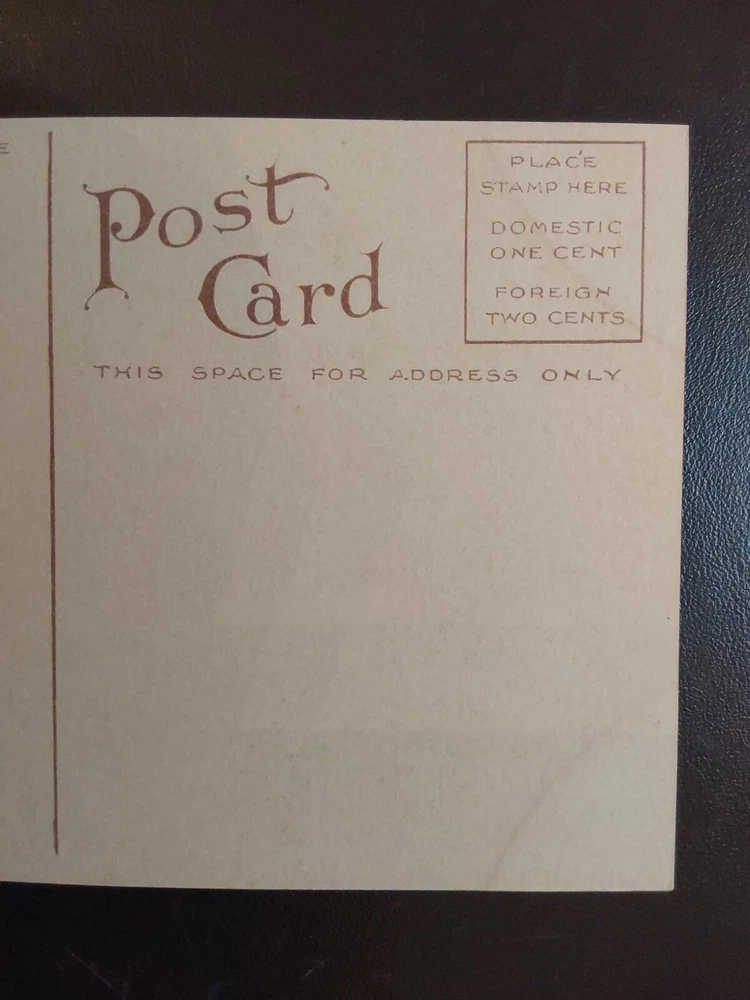 E
Post
Card
PLACE
STAMP HERE
DOMESTIC
ONE CENT
FOREIGN
TWO CENTS
THIS SPACE FOR ADDRESS ONLY